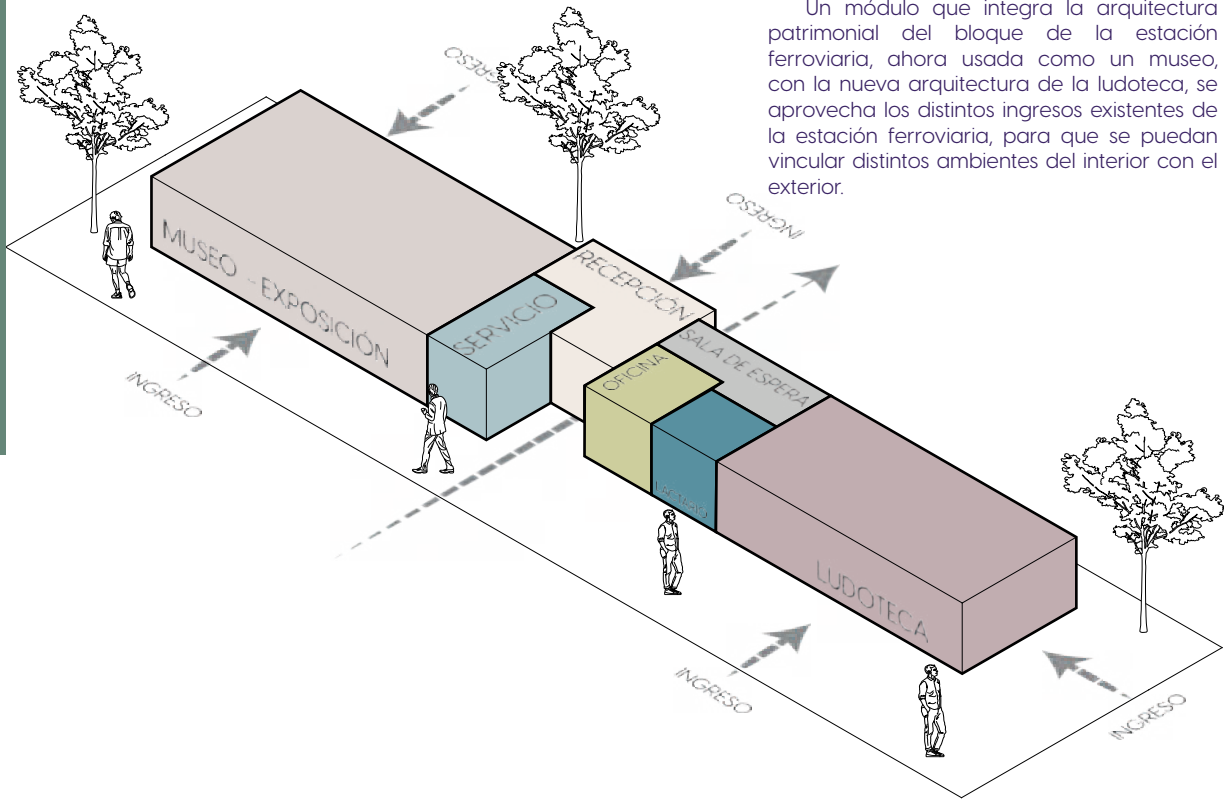 Un módulo que integra la arquitectura
patrimonial del bloque de la estación
ferroviaria, ahora usada como un museo,
con la nueva arquitectura de la ludoteca, se
aprovecha los distintos ingresos existentes de
la estación ferroviaria, para que se puedan
vincular distintos ambientes del interior con el
exterior.
INGRESO
INGRESO
MUSEO - EXPOSICIÓN
RECEPCIÓN
SERVICIO
SALA DE ESPERA
OFICINA
INGRESO
LUDOTECA
INGRESO
INGRESO